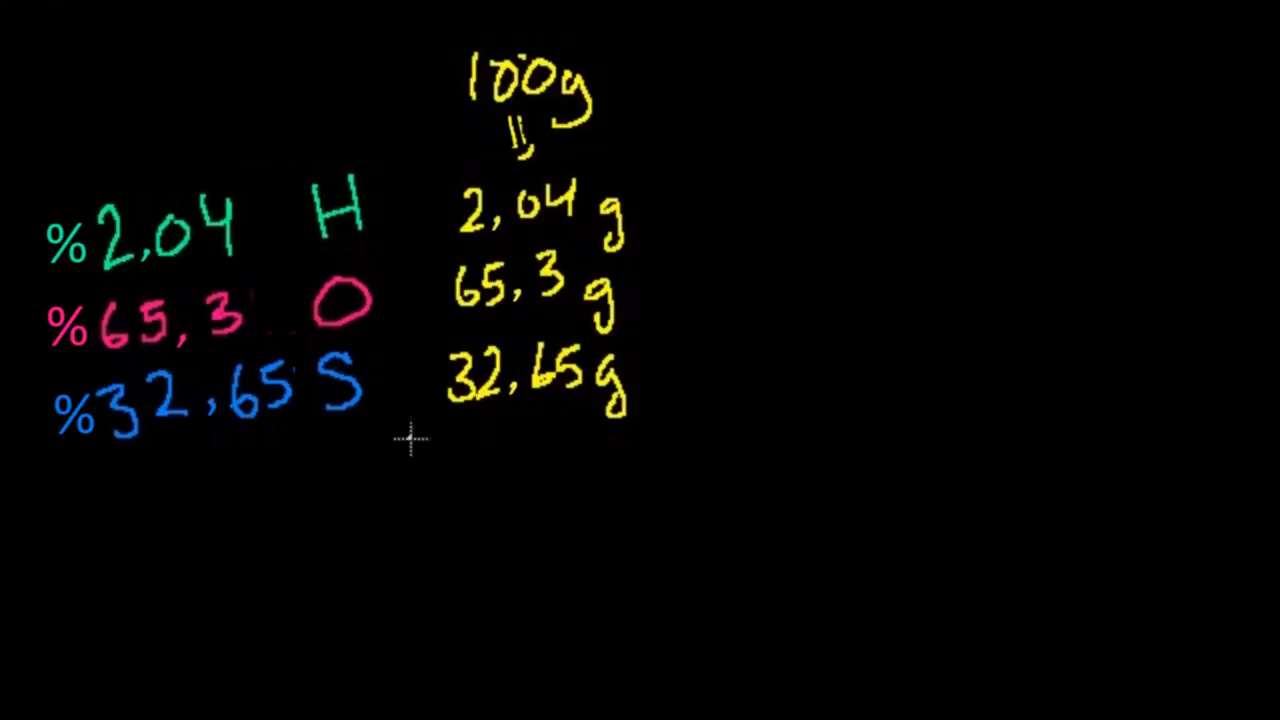 100g
%2,04 H 2,04 g
%65,3 O 65,3 g
%32,65 S 32,65 g